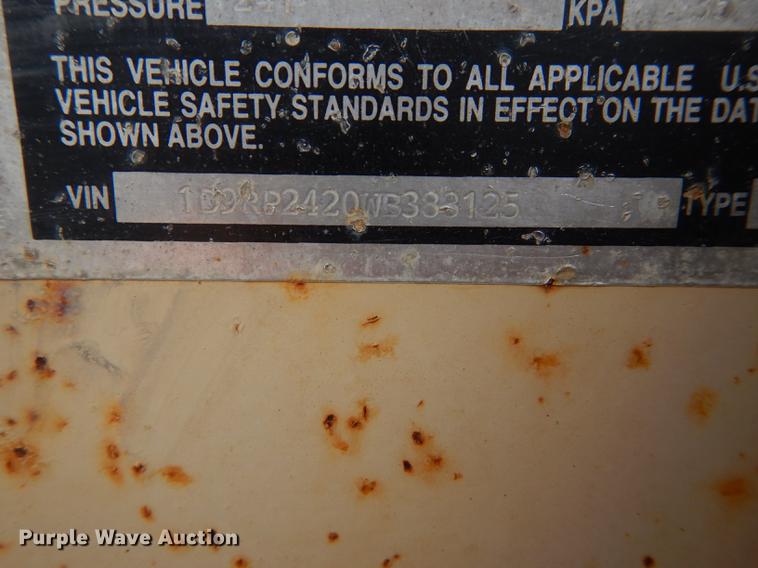 PRESSURE KPA
THIS VEHICLE CONFORMS TO ALL APPLICABLE U.S
VEHICLE SAFETY STANDARDS IN EFFECT ON THE DAT
SHOWN ABOVE.
VIN 1D9RP2420WB383125 TYPE
Purple Wave Auction